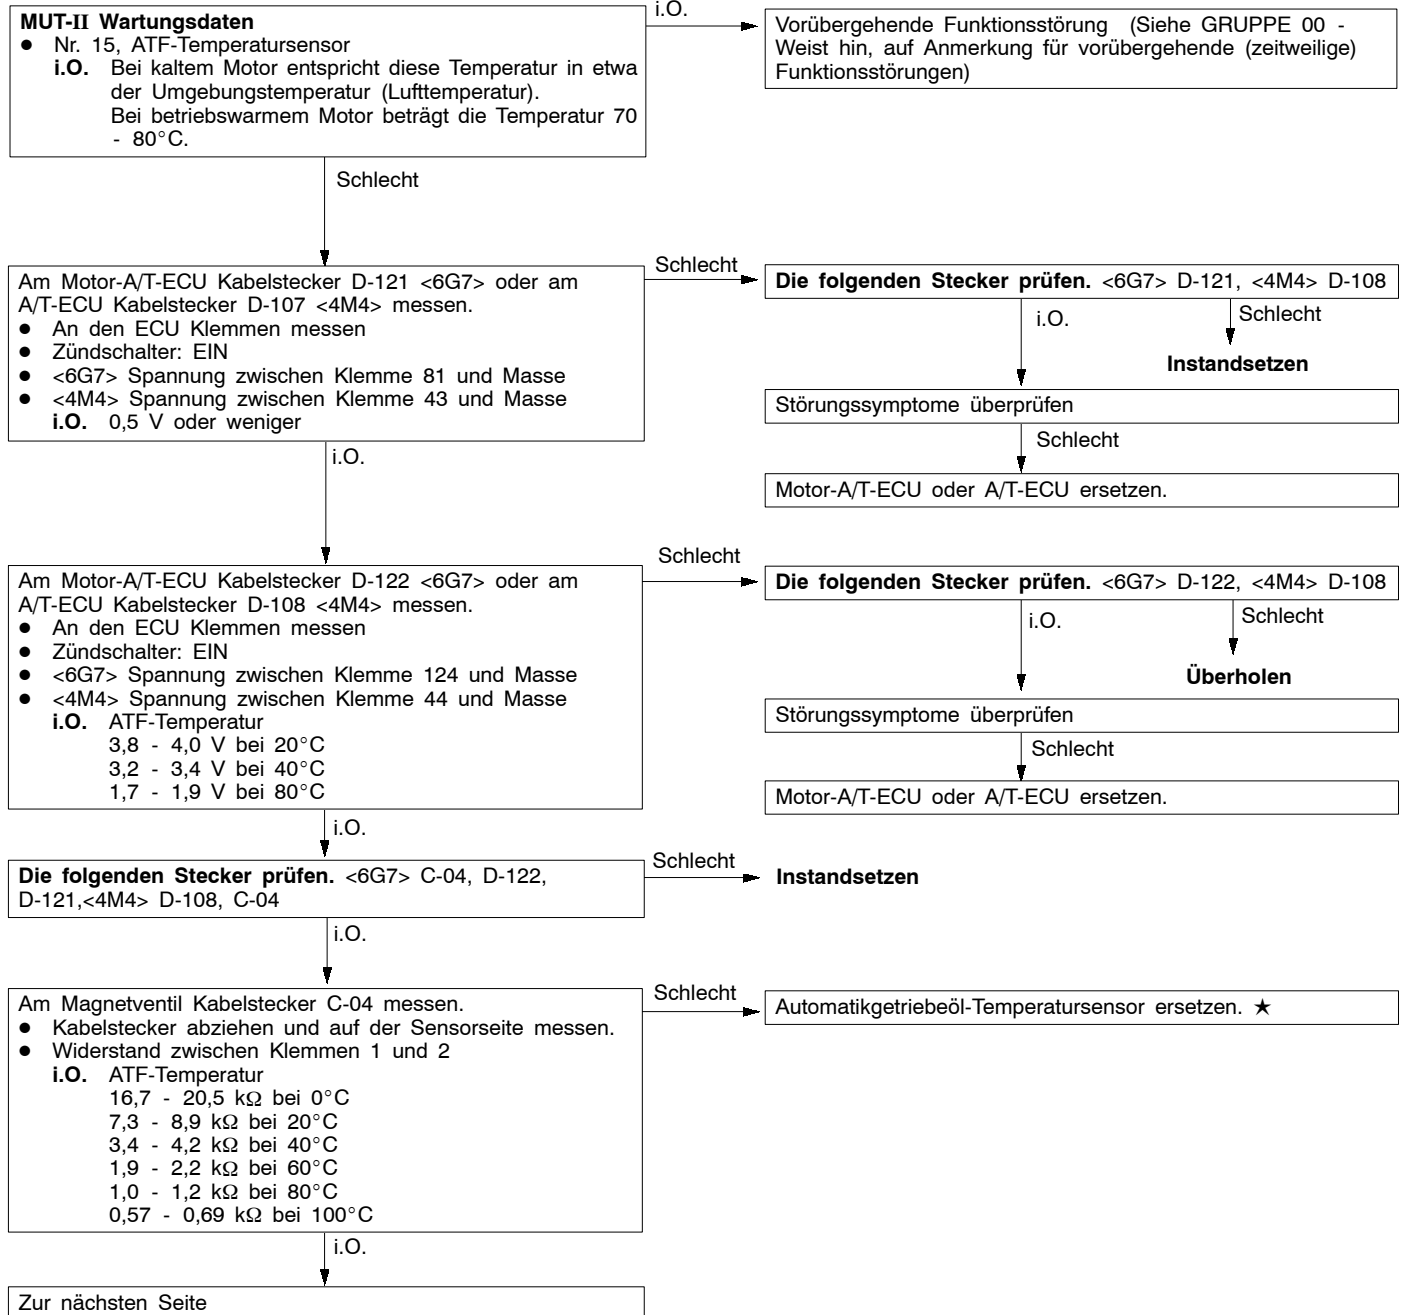 MUT-II Wartungsdaten
● Nr. 15, ATF-Temperatursensor
i.O. Bei kaltem Motor entspricht diese Temperatur in etwa
der Umgebungstemperatur (Lufttemperatur).
Bei betriebswarmem Motor beträgt die Temperatur 70
- 80°C.
i.O.
Vorübergehende Funktionsstörung (Siehe GRUPPE 00 -
Weist hin, auf Anmerkung für vorübergehende (zeitweilige)
Funktionsstörungen)
Schlecht
Am Motor-A/T-ECU Kabelstecker D-121 <6G7> oder am
A/T-ECU Kabelstecker D-107 <4M4> messen.
● An den ECU Klemmen messen
● Zündschalter: EIN
● <6G7> Spannung zwischen Klemme 81 und Masse
● <4M4> Spannung zwischen Klemme 43 und Masse
i.O. 0,5 V oder weniger
Schlecht
Die folgenden Stecker prüfen. <6G7> D-121, <4M4> D-108
i.O.
Schlecht
Instandsetzen
Störungssymptome überprüfen
Schlecht
Motor-A/T-ECU oder A/T-ECU ersetzen.
i.O.
Am Motor-A/T-ECU Kabelstecker D-122 <6G7> oder am
A/T-ECU Kabelstecker D-108 <4M4> messen.
● An den ECU Klemmen messen
● Zündschalter: EIN
● <6G7> Spannung zwischen Klemme 124 und Masse
● <4M4> Spannung zwischen Klemme 44 und Masse
i.O. ATF-Temperatur
3,8 - 4,0 V bei 20°C
3,2 - 3,4 V bei 40°C
1,7 - 1,9 V bei 80°C
Schlecht
Die folgenden Stecker prüfen. <6G7> D-122, <4M4> D-108
i.O.
Schlecht
Überholen
Störungssymptome überprüfen
Schlecht
Motor-A/T-ECU oder A/T-ECU ersetzen.
i.O.
Die folgenden Stecker prüfen. <6G7> C-04, D-122,
D-121,<4M4> D-108, C-04
Schlecht
Instandsetzen
i.O.
Am Magnetventil Kabelstecker C-04 messen.
● Kabelstecker abziehen und auf der Sensorseite messen.
● Widerstand zwischen Klemmen 1 und 2
i.O. ATF-Temperatur
16,7 - 20,5 kΩ bei 0°C
7,3 - 8,9 kΩ bei 20°C
3,4 - 4,2 kΩ bei 40°C
1,9 - 2,2 kΩ bei 60°C
1,0 - 1,2 kΩ bei 80°C
0,57 - 0,69 kΩ bei 100°C
Schlecht
Automatikgetriebeöl-Temperatursensor ersetzen. ★
i.O.
Zur nächsten Seite